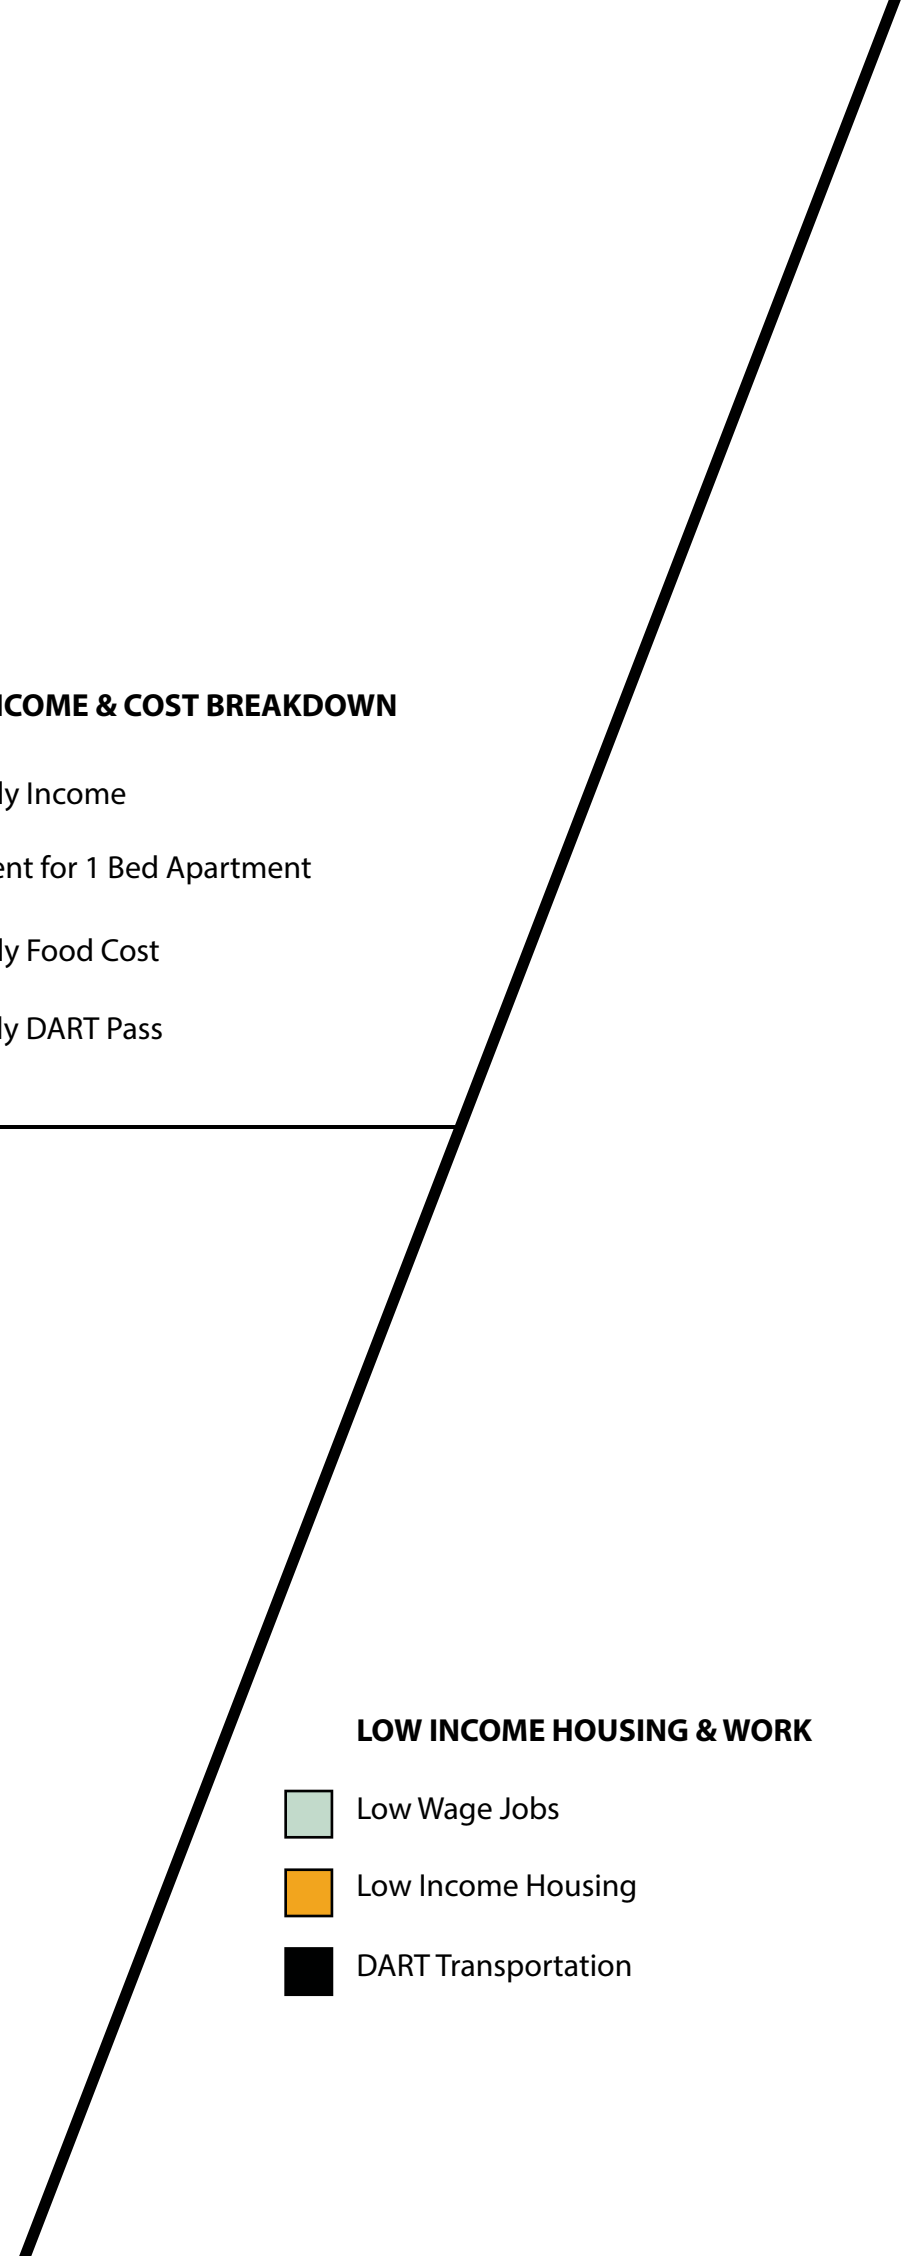 NCOME & COST BREAKDOWN
ly Income
ent for 1 Bed Apartment
ly Food Cost
ly DART Pass
LOW INCOME HOUSING & WORK
Low Wage Jobs
Low Income Housing
DART Transportation